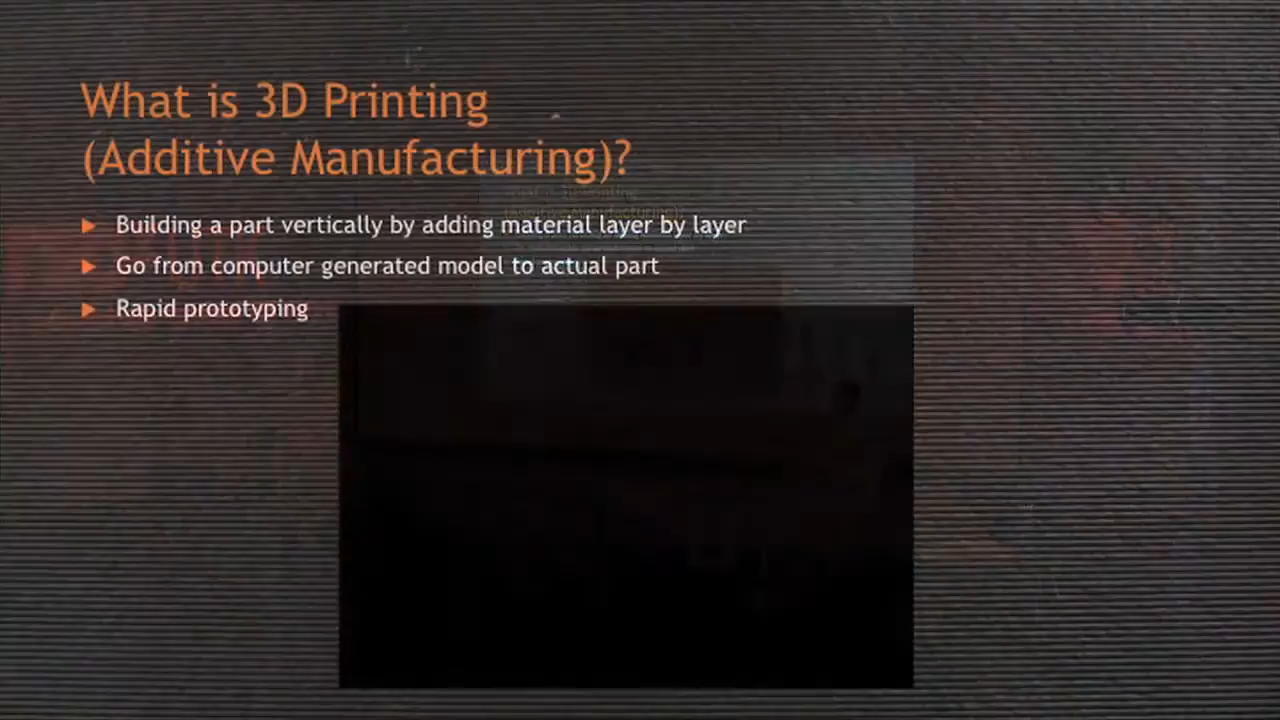 What is 3D Printing
(Additive Manufacturing)?
Building a part vertically by adding material layer by layer
Go from computer generated model to actual part
Rapid prototyping